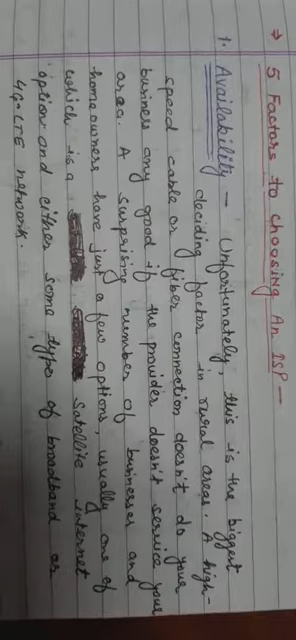 → 5 Factors to choosing An ISP—
1. Availability — Unfortunately, this is the biggest
deciding factor in rural areas. A high-
speed cable or fiber connection doesn't do your
business any good if the provider doesn't service your
area. A surprising number of businesses and
homeowners have just a few options, usually one of
which is a satellite internet
option and either some type of broadband or
4G-LTE network.